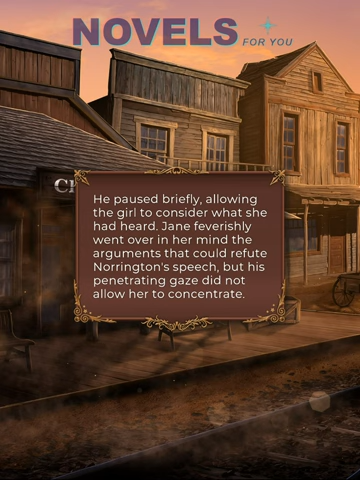 NOVELS
FOR YOU
He paused briefly, allowing
the girl to consider what she
had heard. Jane feverishly
went over in her mind the
arguments that could refute
Norrington's speech, but his
penetrating gaze did not
allow her to concentrate.